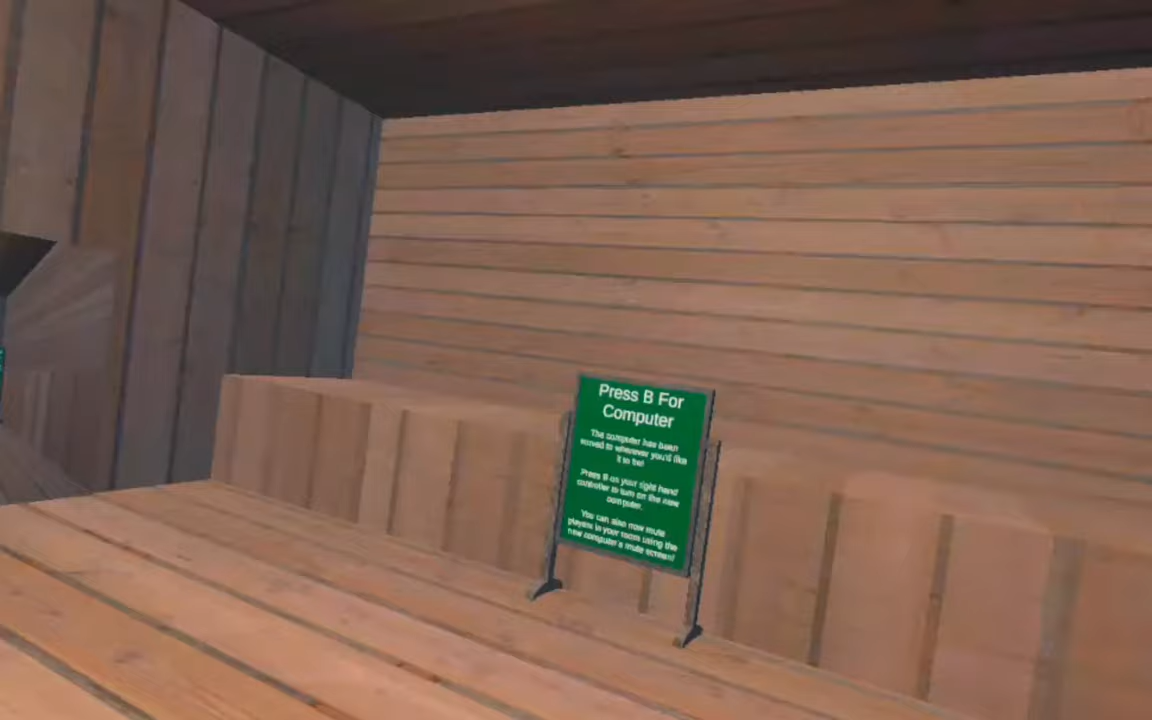 Press B For
Computer
The computer has been
moved to wherever you'd like
it to be!
Press B on your right hand
controller to turn on the new
computer.
You can also now mute
players in your room using the
new computer's mute screen!